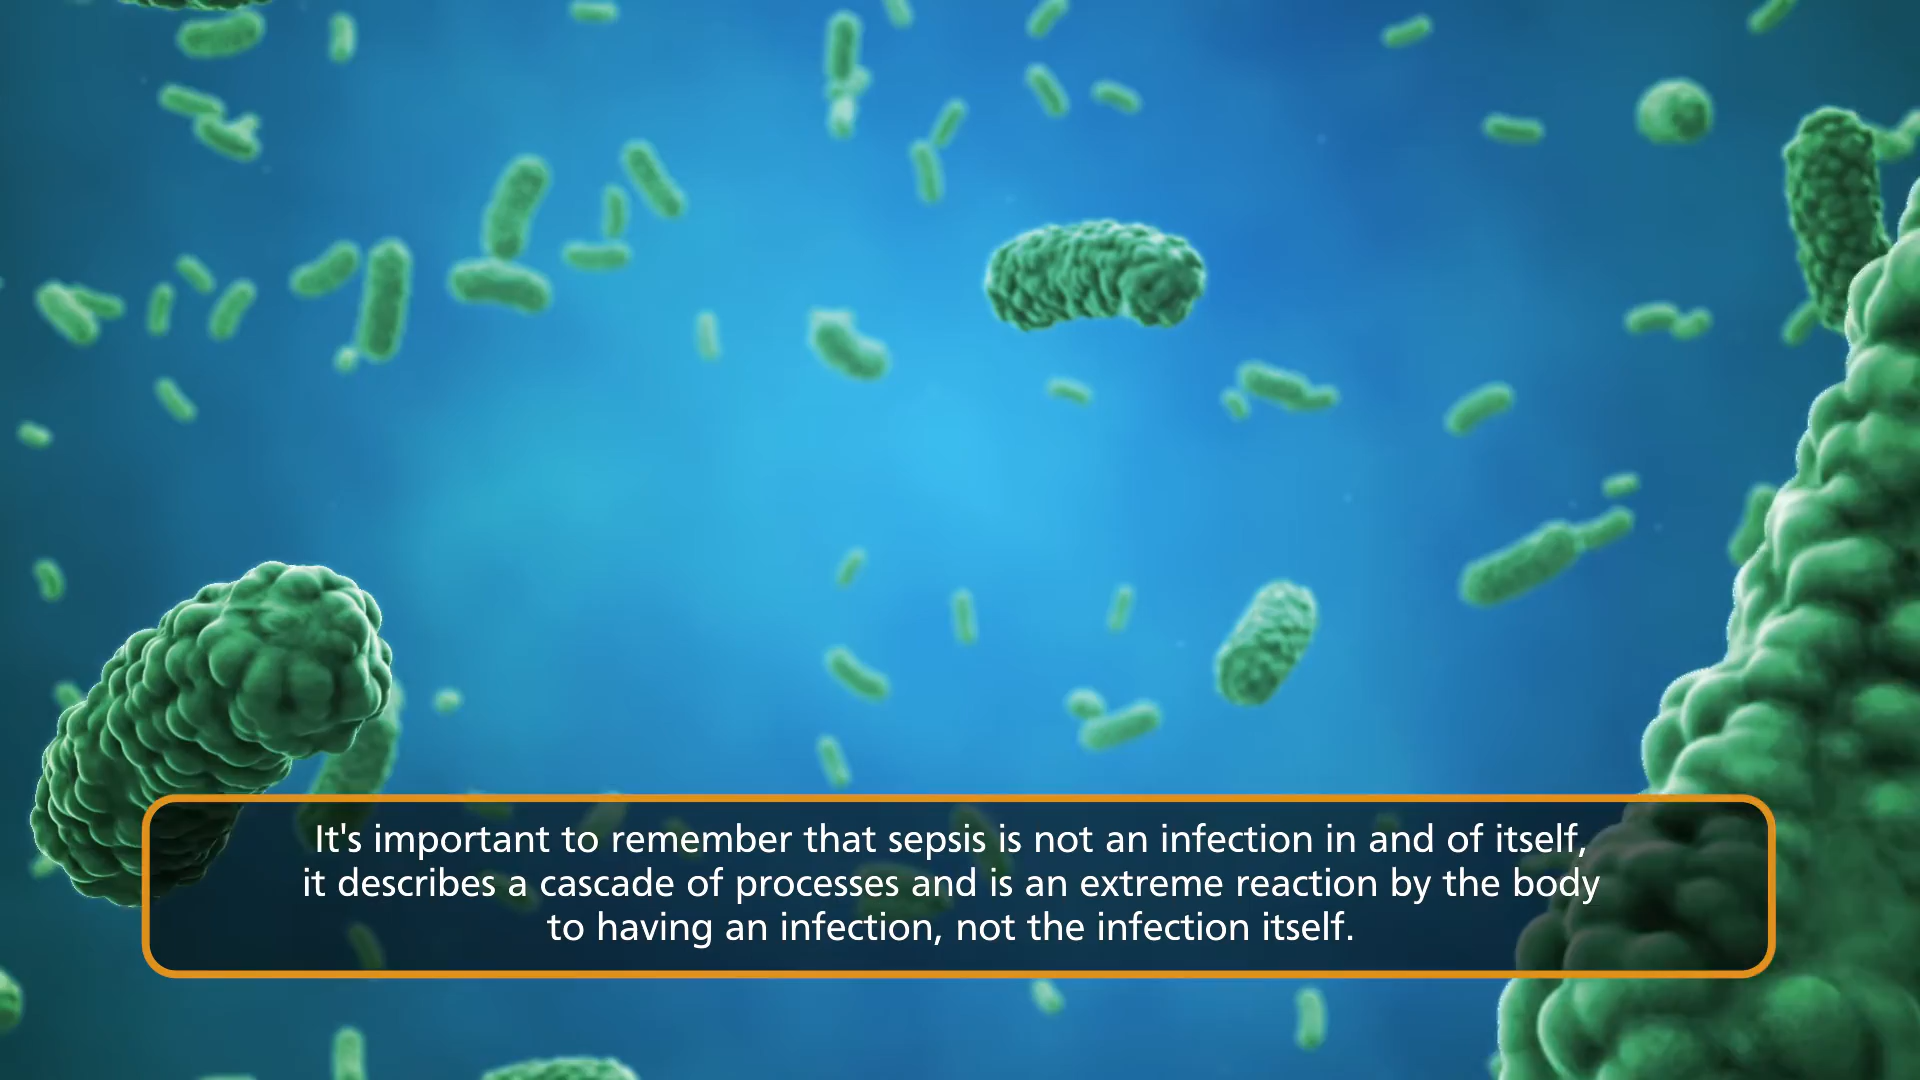 It's important to remember that sepsis is not an infection in and of itself,
it describes a cascade of processes and is an extreme reaction by the body
to having an infection, not the infection itself.